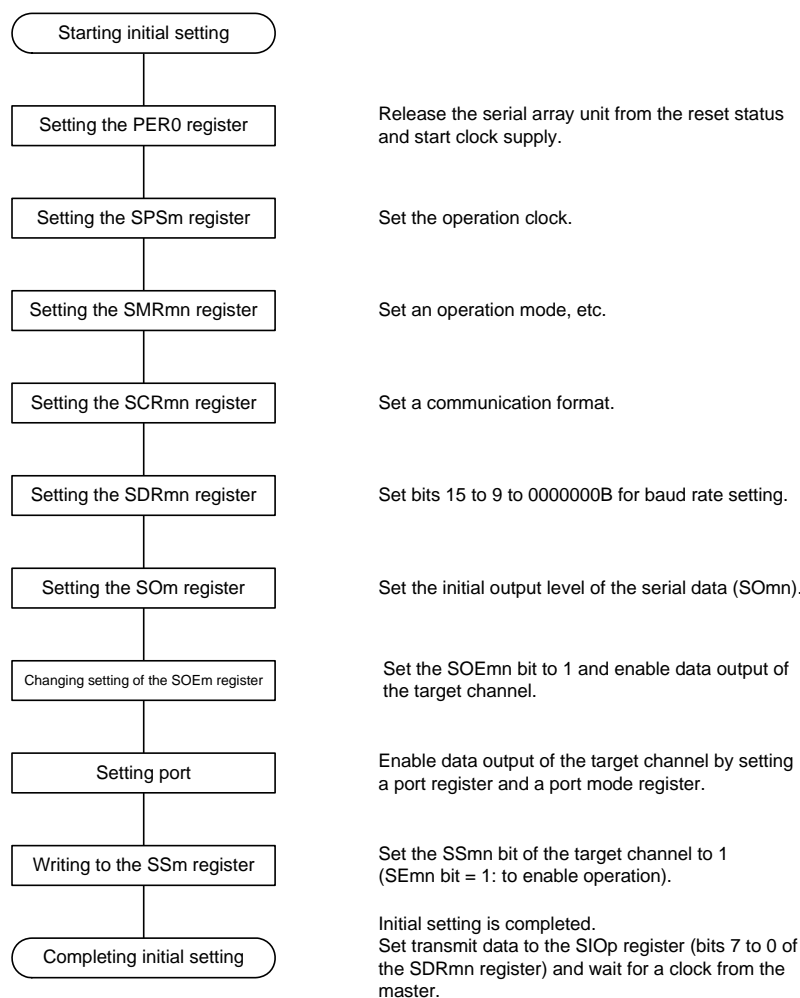 Starting initial setting
Setting the PER0 register
Release the serial array unit from the reset status
and start clock supply.
Setting the SPSm register
Set the operation clock.
Setting the SMRmn register
Set an operation mode, etc.
Setting the SCRmn register
Set a communication format.
Setting the SDRmn register
Set bits 15 to 9 to 0000000B for baud rate setting.
Setting the SOm register
Set the initial output level of the serial data (SOmn).
Changing setting of the SOEm register
Set the SOEmn bit to 1 and enable data output of
the target channel.
Setting port
Enable data output of the target channel by setting
a port register and a port mode register.
Writing to the SSm register
Set the SSmn bit of the target channel to 1
(SEmn bit = 1: to enable operation).
Completing initial setting
Initial setting is completed.
Set transmit data to the SIOp register (bits 7 to 0 of
the SDRmn register) and wait for a clock from the
master.